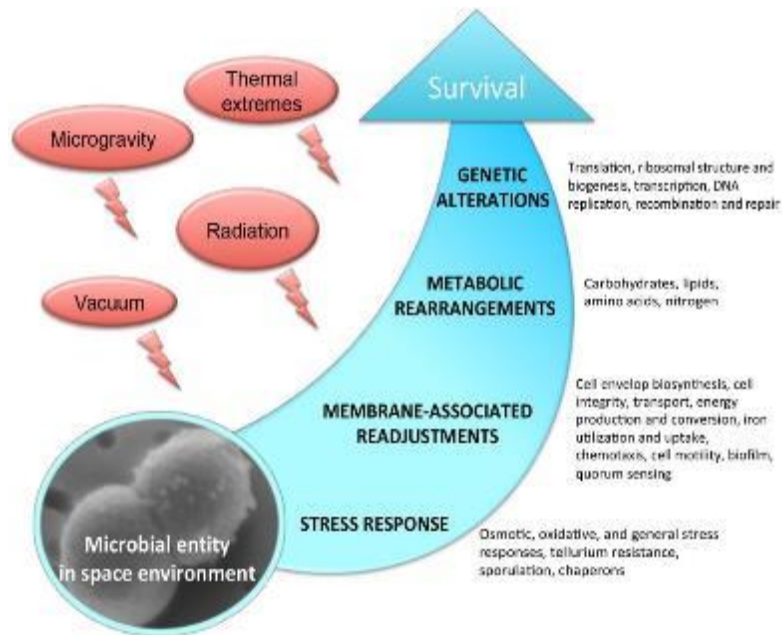 Thermal
extremes
Microgravity
Radiation
Vacuum
Survival
GENETIC
ALTERATIONS
Translation, ribosomal structure and
biogenesis, transcription, DNA
replication, recombination and repair
METABOLIC
REARRANGEMENTS
Carbohydrates, lipids,
amino acids, nitrogen
MEMBRANE-ASSOCIATED
READJUSTMENTS
Cell envelop biosynthesis, cell
integrity, transport, energy
production and conversion, iron
utilization and uptake,
chemotaxis, cell motility, biofilm,
quorum sensing
STRESS RESPONSE
Osmotic, oxidative, and general stress
responses, tellurium resistance,
sporulation, chaperons
Microbial entity
in space environment